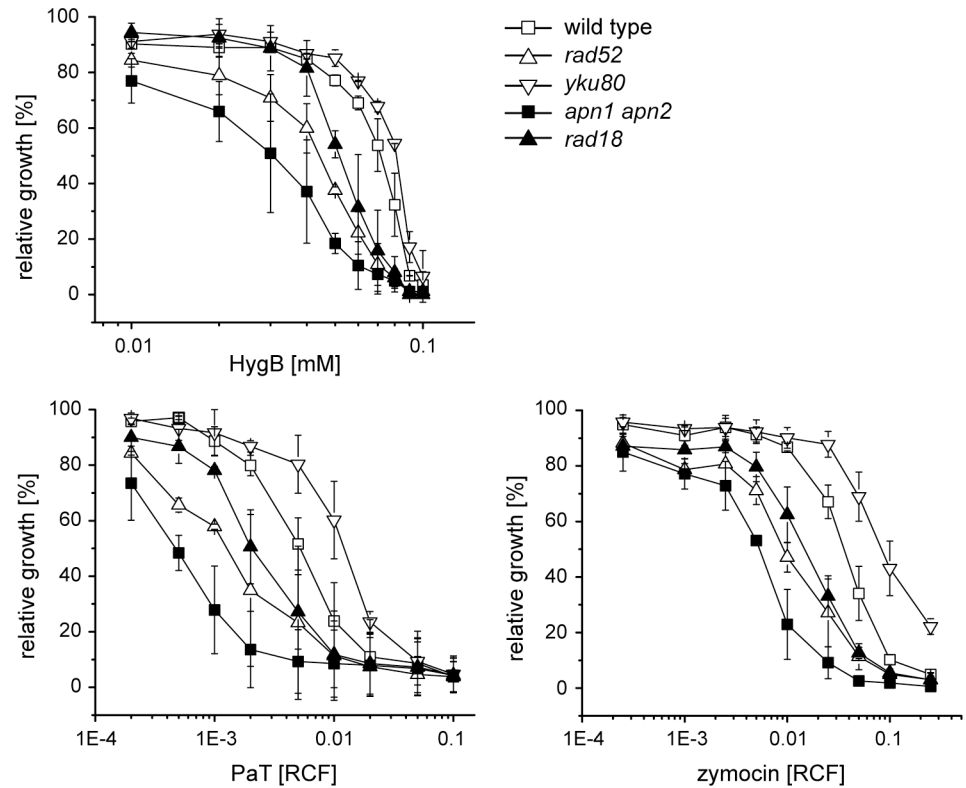 100
80
60
40
20
0
relative growth [%]
0.01
0.1
HygB [mM]
wild type
rad52
yku80
apn1 apn2
rad18
100
80
60
40
20
0
relative growth [%]
1E-4
1E-3
0.01
0.1
PaT [RCF]
100
80
60
40
20
0
relative growth [%]
1E-4
1E-3
0.01
0.1
zymocin [RCF]